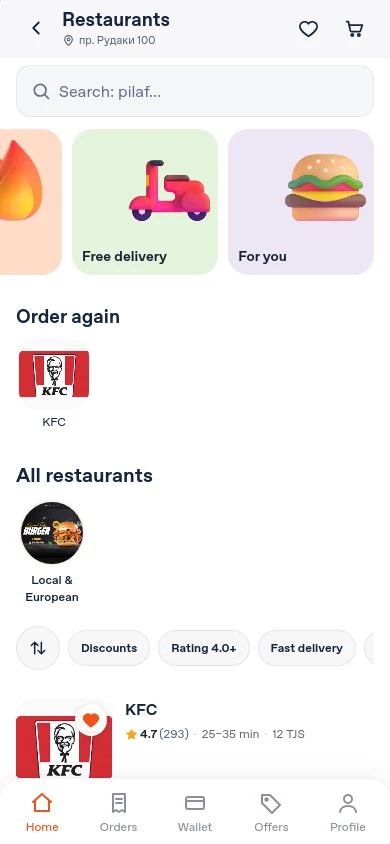 Restaurants
пр. Рудаки 100
Search: pilaf...
Free delivery
For you
Order again
KFC
KFC
All restaurants
BURGER
Local &
European
Discounts
Rating 4.0+
Fast delivery
KFC
4.7 (293) · 25–35 min · 12 TJS
KFC
Home
Orders
Wallet
Offers
Profile